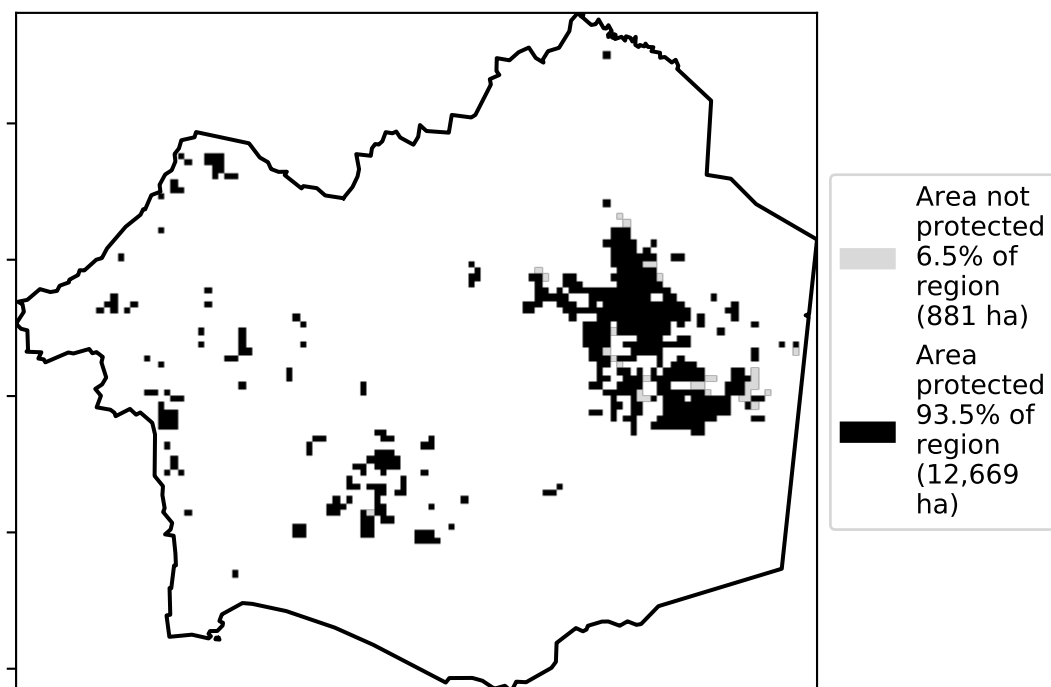 Area not
protected
6.5% of
region
(881 ha)
Area
protected
93.5% of
region
(12,669
ha)